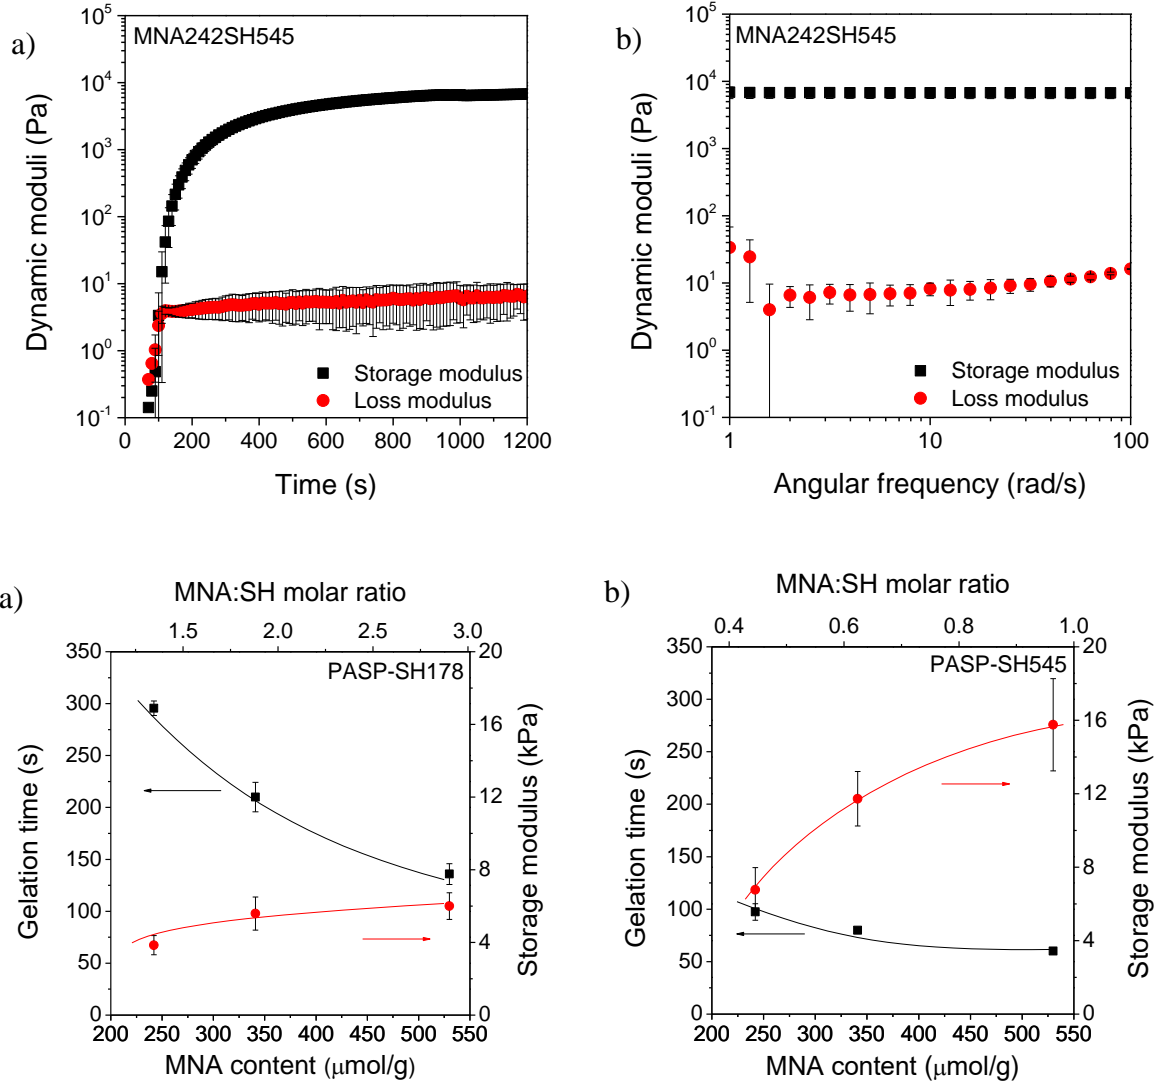 a)
MNA242SH545
Dynamic moduli (Pa)
10^5
10^4
10^3
10^2
10^1
10^0
10^-1
Storage modulus
Loss modulus
0 200 400 600 800 1000 1200
Time (s)
b)
MNA242SH545
Dynamic moduli (Pa)
10^5
10^4
10^3
10^2
10^1
10^0
10^-1
Storage modulus
Loss modulus
1 10 100
Angular frequency (rad/s)
a)
MNA:SH molar ratio
1.5 2.0 2.5 3.0
PASP-SH178
Gelation time (s)
350
300
250
200
150
100
50
0
Storage modulus (kPa)
20
16
12
8
4
0
200 250 300 350 400 450 500 550
MNA content (μmol/g)
b)
MNA:SH molar ratio
0.4 0.6 0.8 1.0
PASP-SH545
Gelation time (s)
350
300
250
200
150
100
50
0
Storage modulus (kPa)
20
16
12
8
4
0
200 250 300 350 400 450 500 550
MNA content (μmol/g)